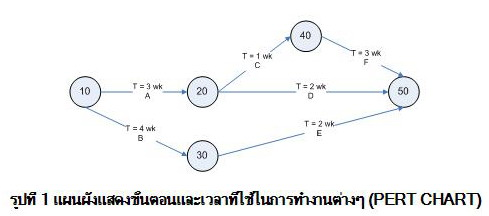 40
T = 1 wk
C
T = 3 wk
F
10
T = 3 wk
A
20
T = 2 wk
D
50
T = 4 wk
B
T = 2 wk
E
30
รูปที่ 1 แผนผังแสดงขั้นตอนและเวลาที่ใช้ในการทำงานต่างๆ (PERT CHART)